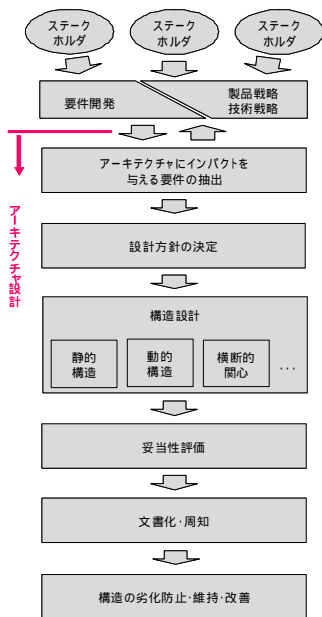 ステーク
ホルダ
ステーク
ホルダ
ステーク
ホルダ
要件開発
製品戦略
技術戦略
アーキテクチャにインパクトを
与える要件の抽出
アーキテクチャ設計
設計方針の決定
構造設計
静的
構造
動的
構造
横断的
関心
...
妥当性評価
文書化・周知
構造の劣化防止・維持・改善